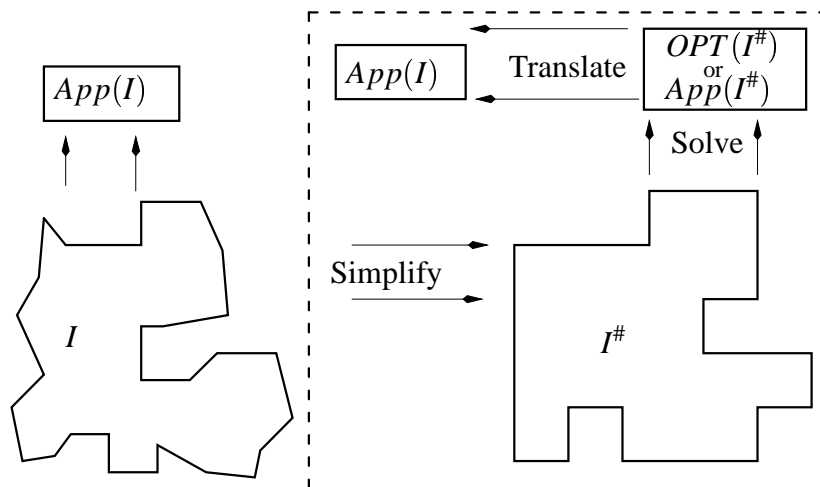 App(I)
I
App(I)
Translate
OPT(I#)
or
App(I#)
Solve
Simplify
I#